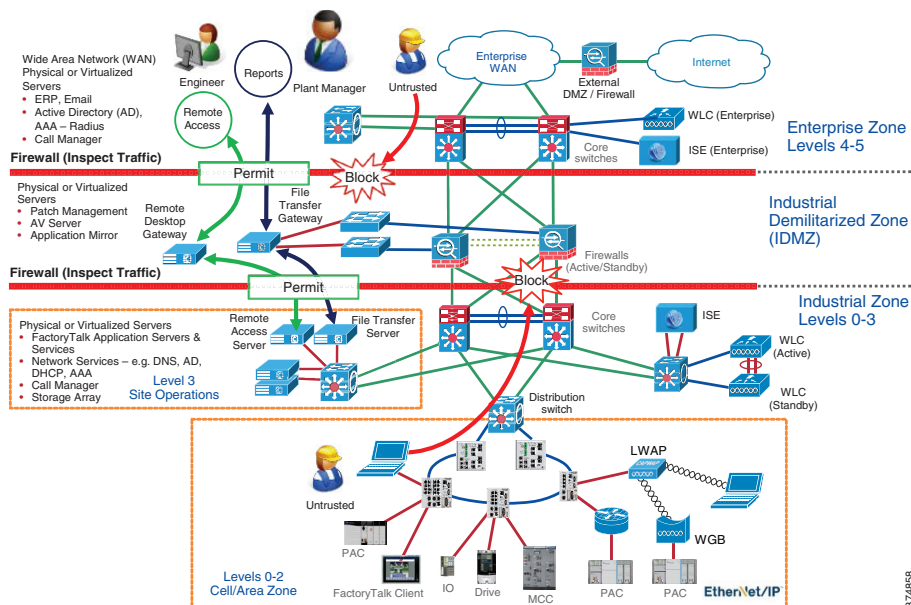 Wide Area Network (WAN)
Physical or Virtualized
Servers
• ERP, Email
• Active Directory (AD),
AAA – Radius
• Call Manager
Engineer
Remote
Access
Reports
Plant Manager
Untrusted
Enterprise
WAN
External
DMZ / Firewall
Internet
WLC (Enterprise)
ISE (Enterprise)
Core
switches
Enterprise Zone
Levels 4-5
Firewall (Inspect Traffic)
Permit
Block
Physical or Virtualized
Servers
• Patch Management
• AV Server
• Application Mirror
Remote
Desktop
Gateway
File
Transfer
Gateway
Firewalls
(Active/Standby)
Industrial
Demilitarized Zone
(IDMZ)
Firewall (Inspect Traffic)
Permit
Block
Industrial Zone
Levels 0-3
Physical or Virtualized Servers
• FactoryTalk Application Servers &
Services
• Network Services – e.g. DNS, AD,
DHCP, AAA
• Call Manager
• Storage Array
Level 3
Site Operations
Remote
Access
Server
File Transfer
Server
Core
switches
ISE
WLC
(Active)
WLC
(Standby)
Distribution
switch
Untrusted
LWAP
CAPWAP
WGB
PAC
FactoryTalk Client
IO
Drive
MCC
PAC
PAC
Levels 0-2
Cell/Area Zone
EtherNet/IP
174858